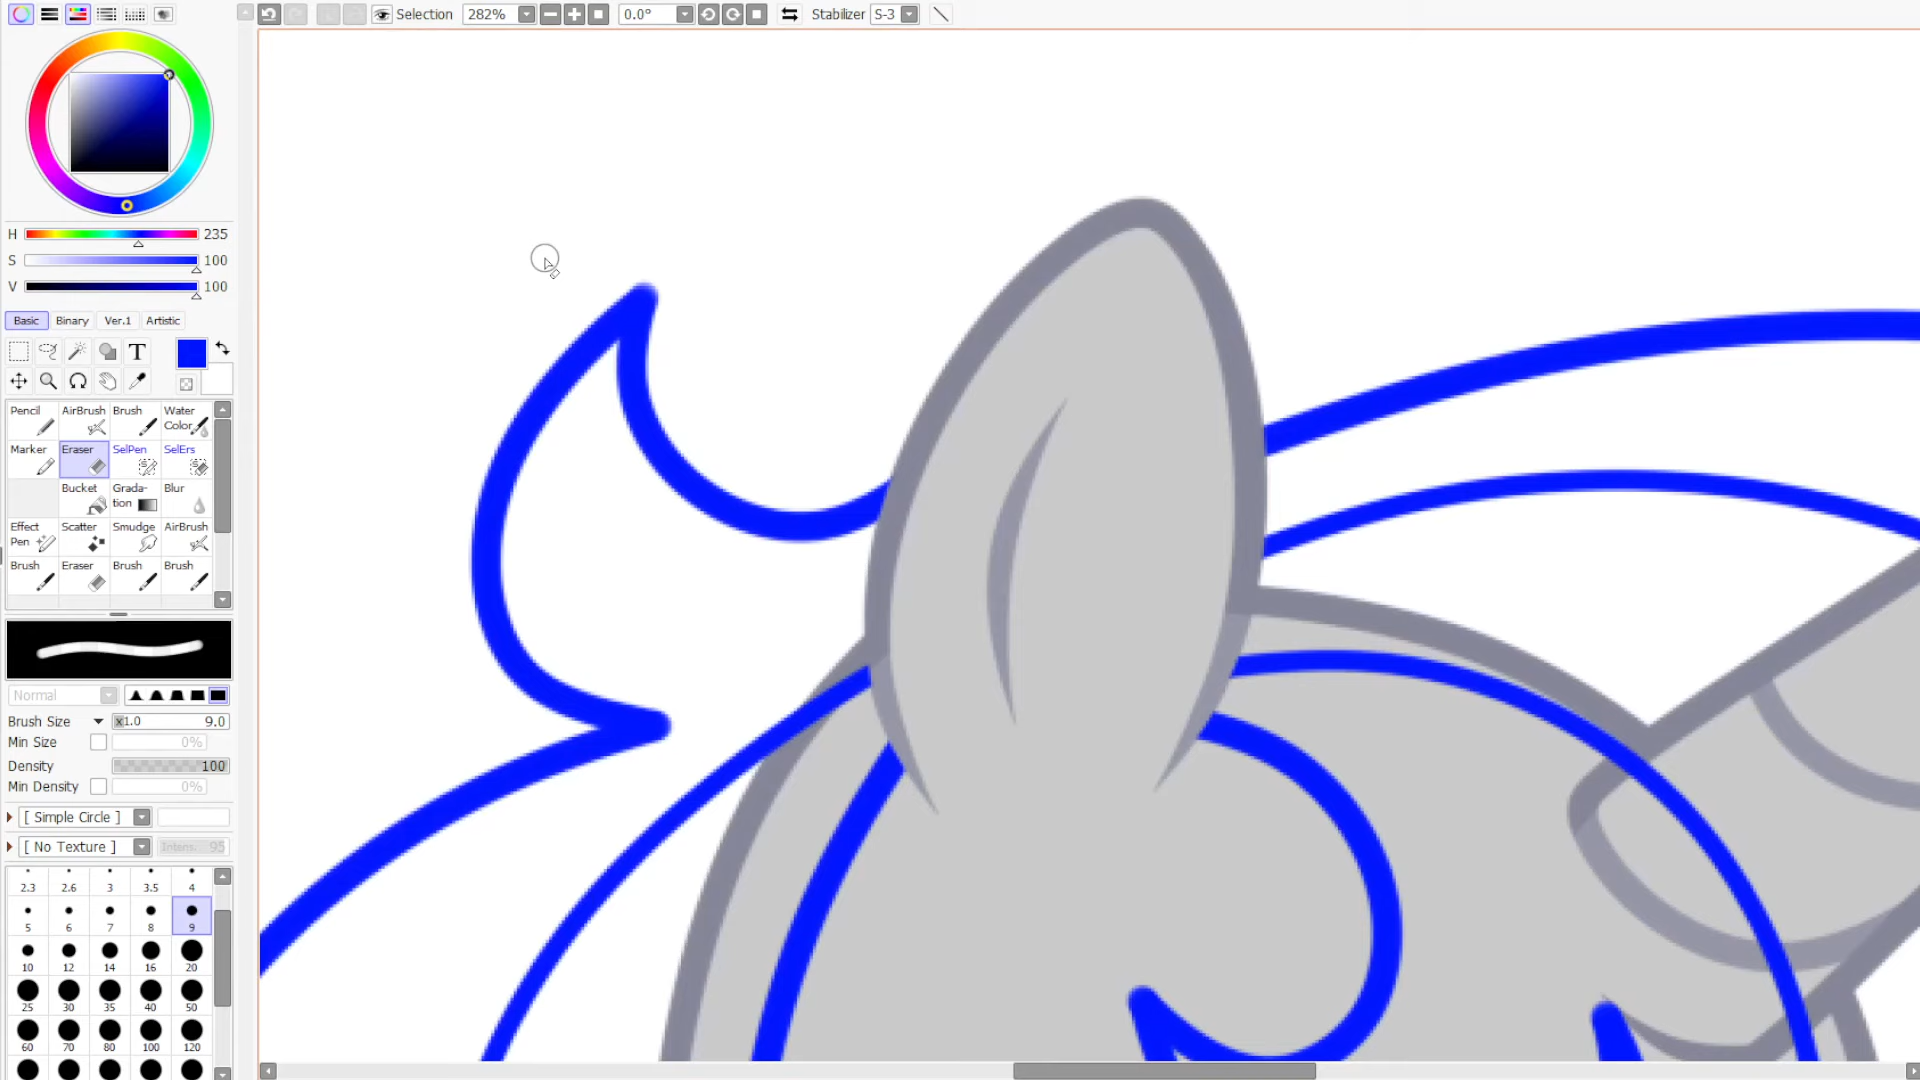 Selection 282% 0.0° Stabilizer S-3
H 235
S 100
V 100
Basic Binary Ver.1 Artistic
T
Pencil AirBrush Brush Water Color
Marker Eraser SelPen SelErs
Bucket Grada-tion Blur
Effect Pen Scatter Smudge AirBrush
Brush Eraser Brush Brush
Normal
Brush Size x1.0 9.0
Min Size 0%
Density 100
Min Density 0%
[ Simple Circle ]
[ No Texture ] Intens. 95
2.3 2.6 3 3.5 4
5 6 7 8 9
10 12 14 16 20
25 30 35 40 50
60 70 80 100 120